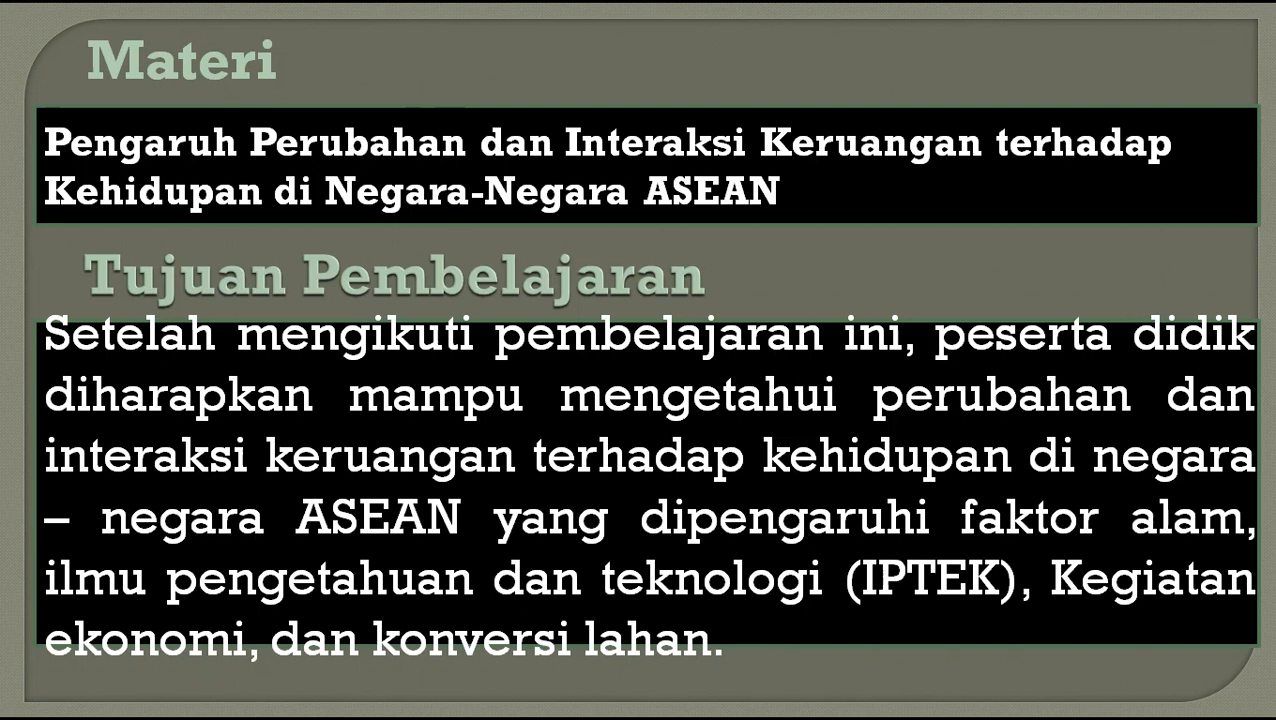 Materi
Pengaruh Perubahan dan Interaksi Keruangan terhadap
Kehidupan di Negara-Negara ASEAN
Tujuan Pembelajaran
Setelah mengikuti pembelajaran ini, peserta didik
diharapkan mampu mengetahui perubahan dan
interaksi keruangan terhadap kehidupan di negara
– negara ASEAN yang dipengaruhi faktor alam,
ilmu pengetahuan dan teknologi (IPTEK), Kegiatan
ekonomi, dan konversi lahan.